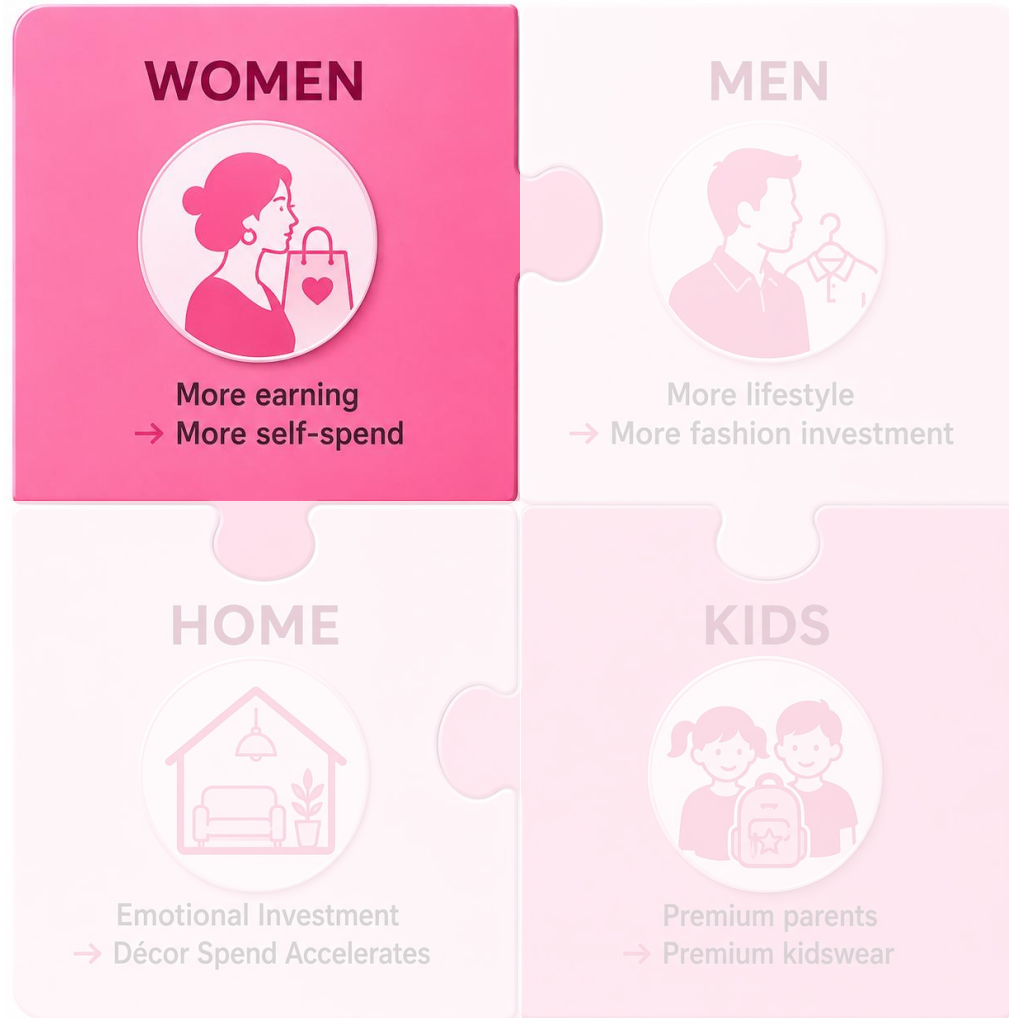 WOMEN
More earning
→ More self-spend
MEN
More lifestyle
→ More fashion investment
HOME
Emotional Investment
→ Décor Spend Accelerates
KIDS
Premium parents
→ Premium kidswear